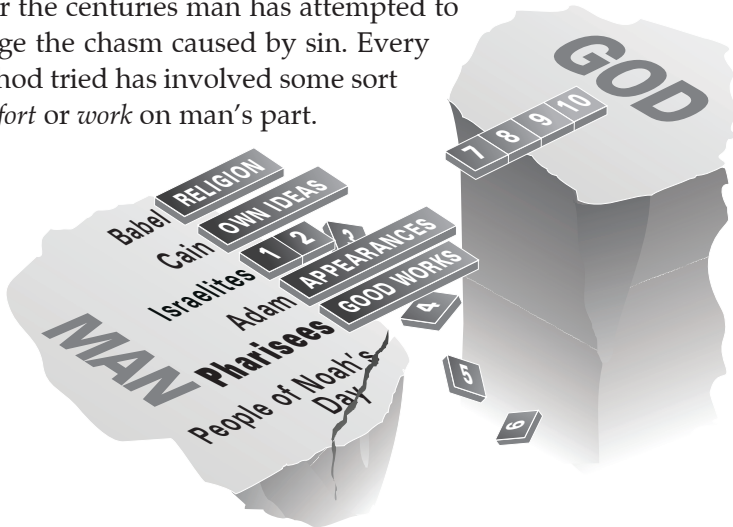 r the centuries man has attempted to
ge the chasm caused by sin. Every
nod tried has involved some sort
fort or work on man's part.
GOD
7 8 9 10
RELIGION
Babel
OWN IDEAS
Cain
1 2 3
Israelites
APPEARANCES
Adam
GOOD WORKS
Pharisees
4
MAN
People of Noah's
Day
5
6